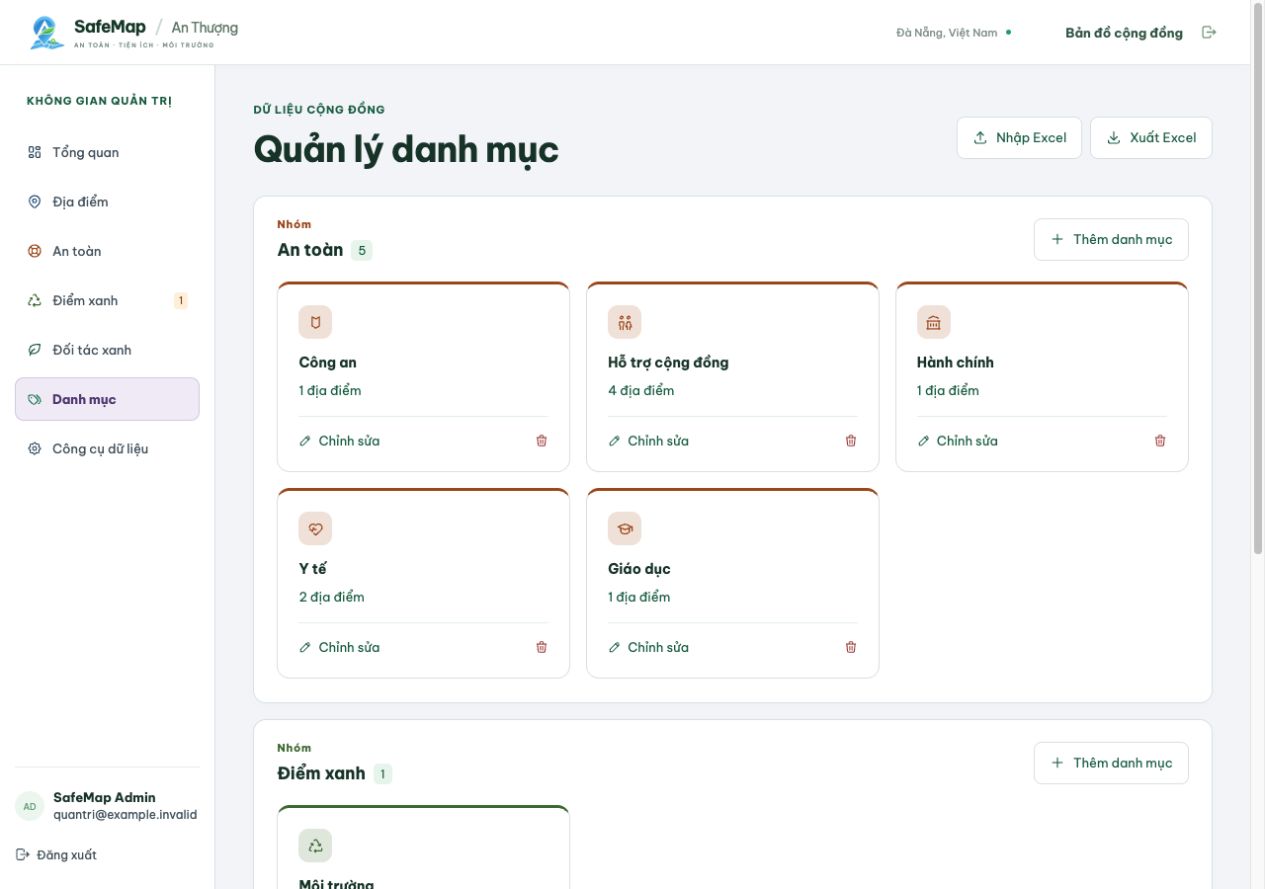 SafeMap / An Thượng
AN TOÀN · TIỆN ÍCH · MÔI TRƯỜNG
Đà Nẵng, Việt Nam
Bản đồ cộng đồng
KHÔNG GIAN QUẢN TRỊ
Tổng quan
Địa điểm
An toàn
Điểm xanh 1
Đối tác xanh
Danh mục
Công cụ dữ liệu
SafeMap Admin
AD
quantri@example.invalid
Đăng xuất
DỮ LIỆU CỘNG ĐỒNG
Quản lý danh mục
Nhập Excel
Xuất Excel
Nhóm
An toàn 5
Thêm danh mục
Công an
1 địa điểm
Chỉnh sửa
Hỗ trợ cộng đồng
4 địa điểm
Chỉnh sửa
Hành chính
1 địa điểm
Chỉnh sửa
Y tế
2 địa điểm
Chỉnh sửa
Giáo dục
1 địa điểm
Chỉnh sửa
Nhóm
Điểm xanh 1
Thêm danh mục
Môi trường